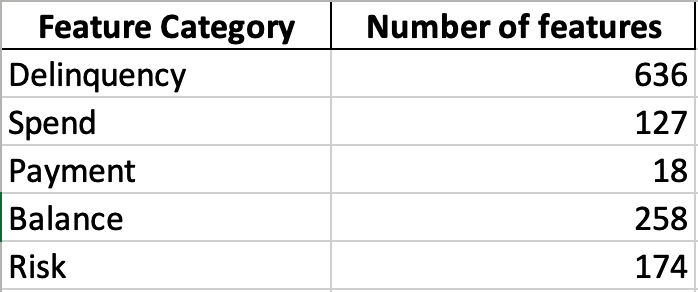 Feature Category Number of features
Delinquency 636
Spend 127
Payment 18
Balance 258
Risk 174